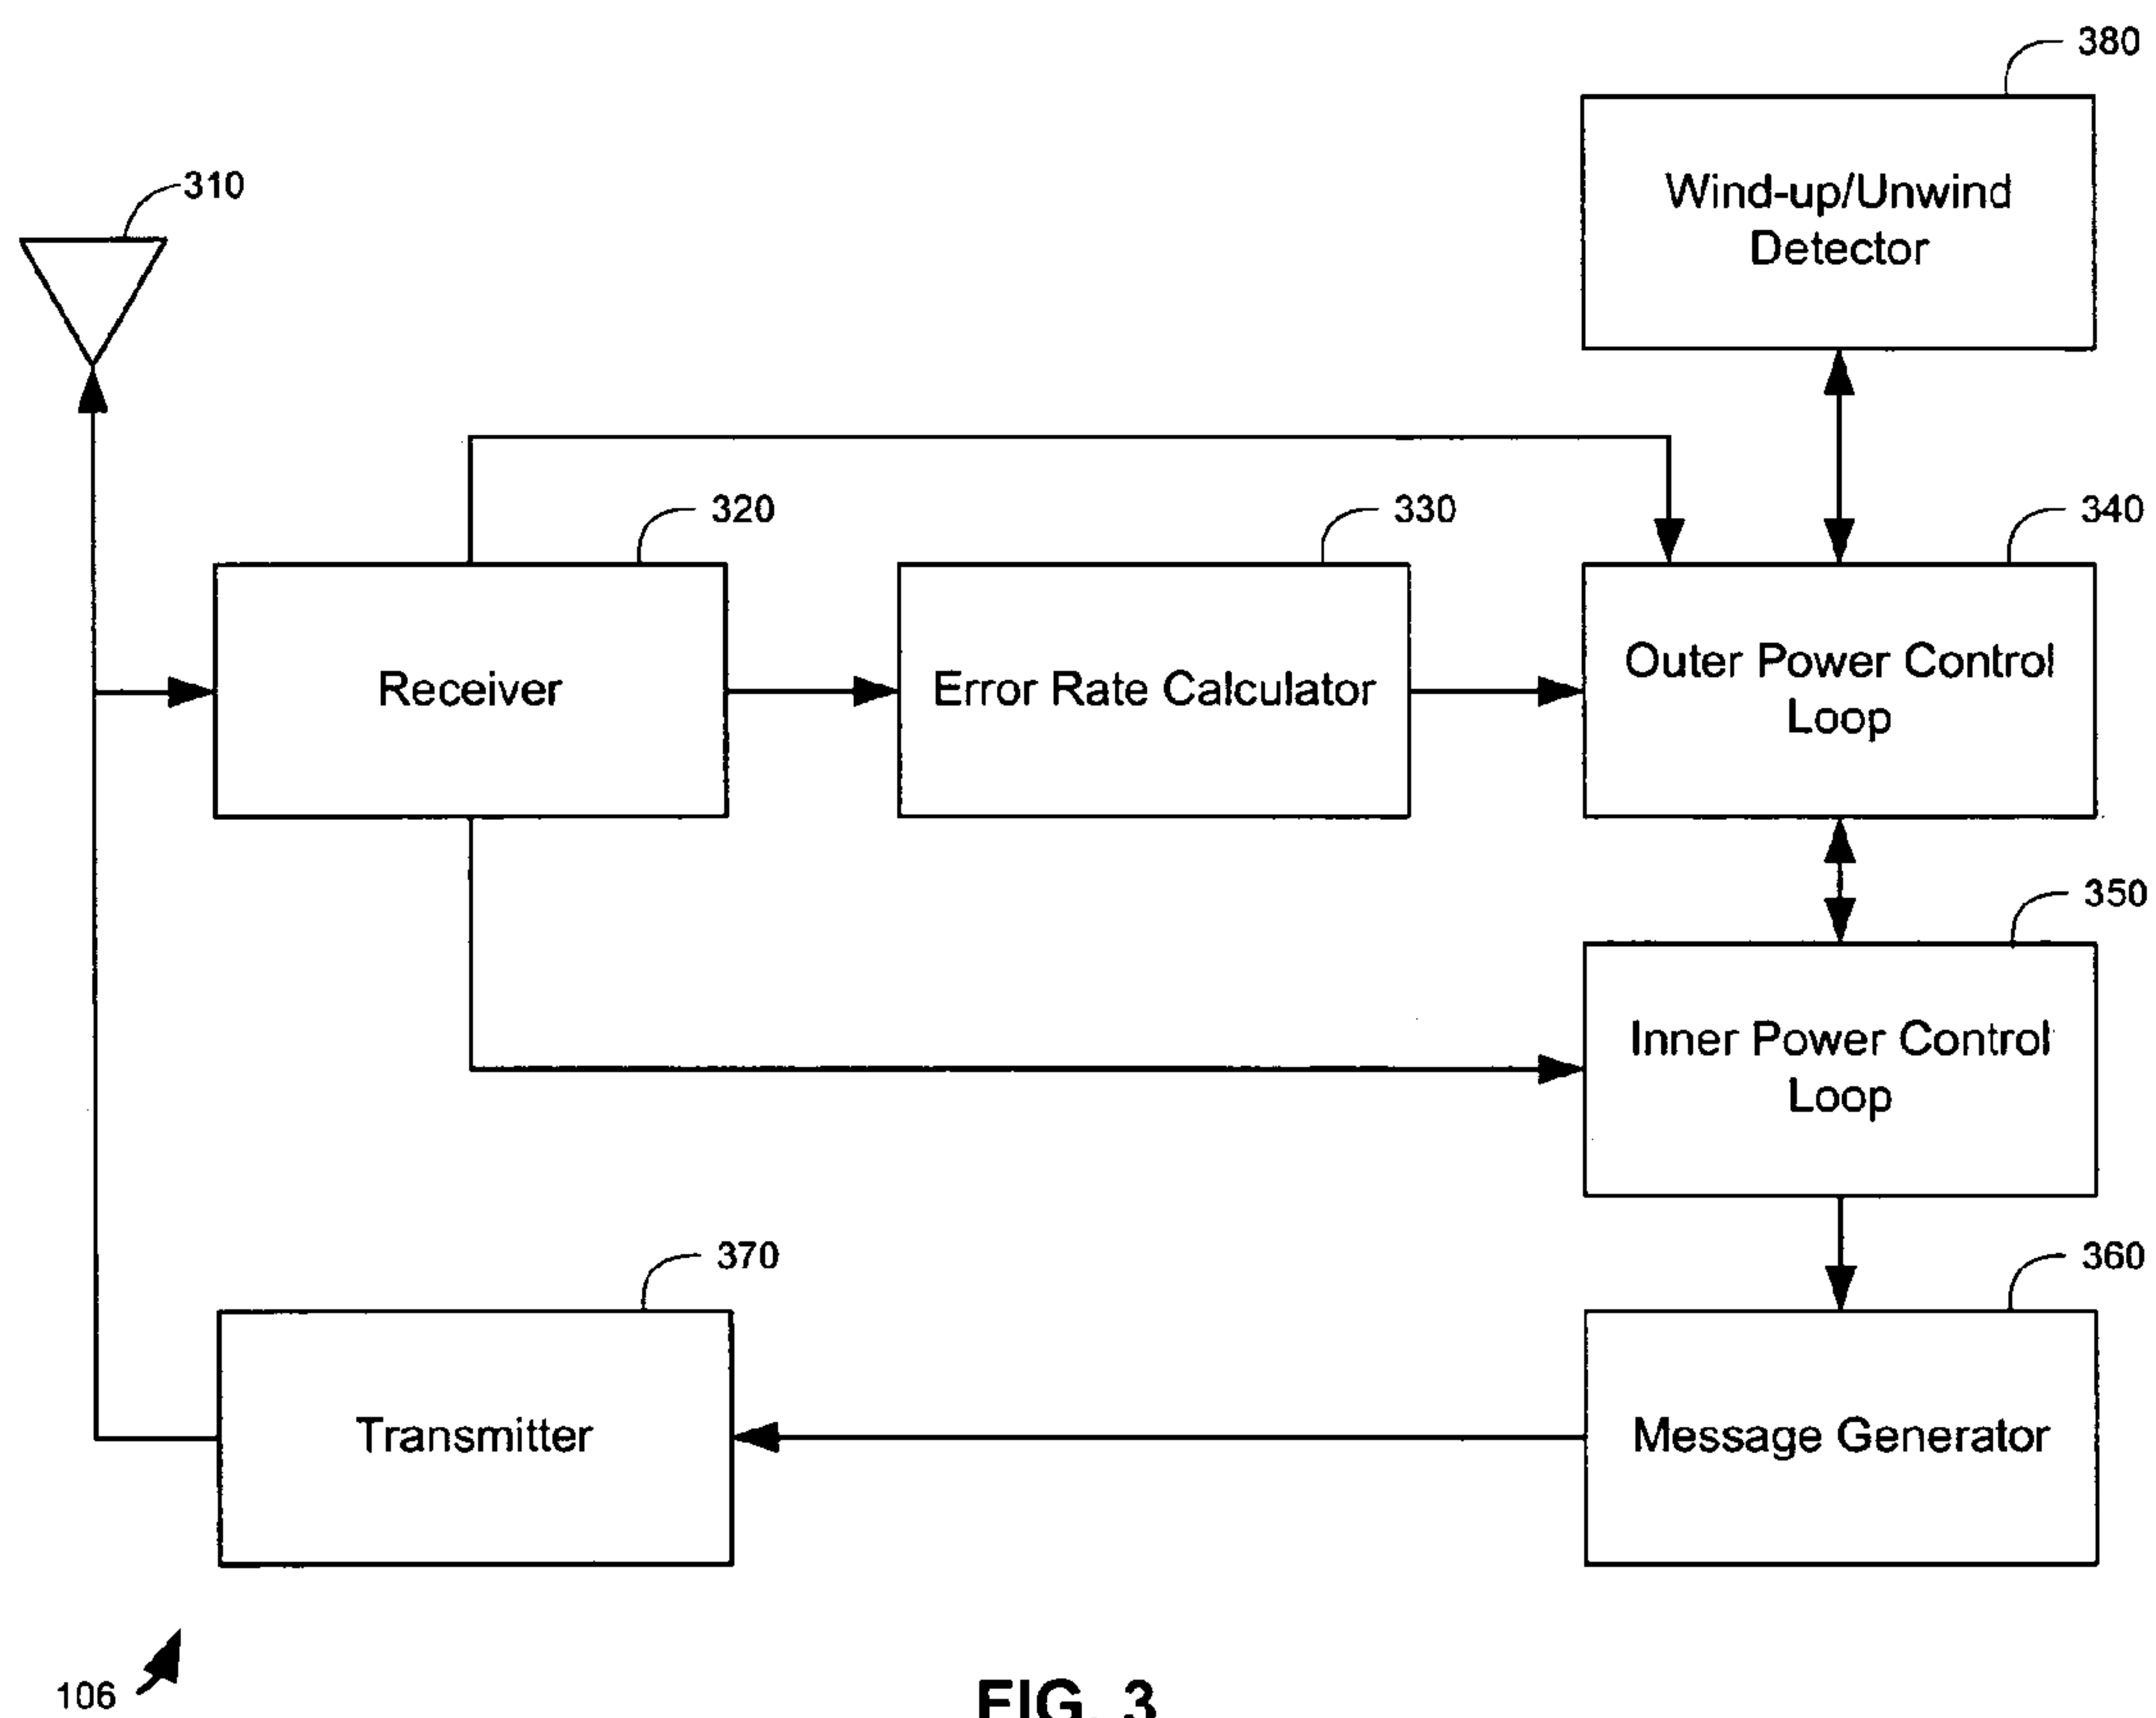 380
Wind-up/Unwind
Detector
310
320
330
340
Receiver
Error Rate Calculator
Outer Power Control
Loop
350
Inner Power Control
Loop
370
360
Transmitter
Message Generator
106
FIG. 3